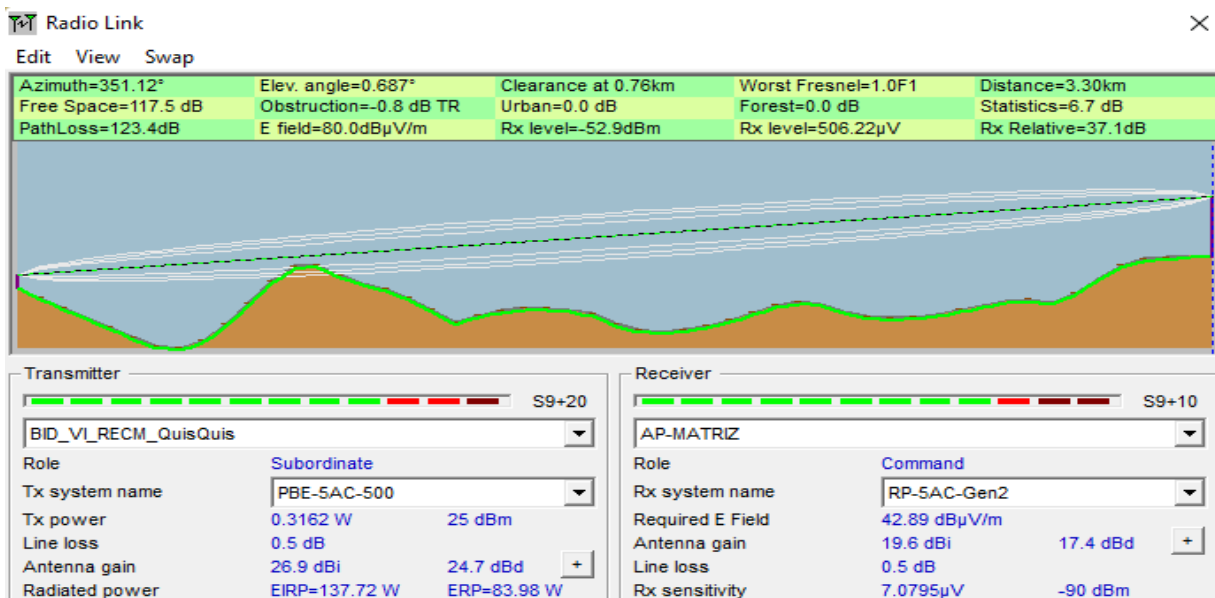 Radio Link
Edit View Swap
Azimuth=351.12° Elev. angle=0.687° Clearance at 0.76km Worst Fresnel=1.0F1 Distance=3.30km
Free Space=117.5 dB Obstruction=-0.8 dB TR Urban=0.0 dB Forest=0.0 dB Statistics=6.7 dB
PathLoss=123.4dB E field=80.0dBµV/m Rx level=-52.9dBm Rx level=506.22µV Rx Relative=37.1dB
Transmitter
S9+20
BID_VI_RECM_QuisQuis
Role Subordinate
Tx system name PBE-5AC-500
Tx power 0.3162 W 25 dBm
Line loss 0.5 dB
Antenna gain 26.9 dBi 24.7 dBd +
Radiated power EIRP=137.72 W ERP=83.98 W
Receiver
S9+10
AP-MATRIZ
Role Command
Rx system name RP-5AC-Gen2
Required E Field 42.89 dBµV/m
Antenna gain 19.6 dBi 17.4 dBd +
Line loss 0.5 dB
Rx sensitivity 7.0795µV -90 dBm